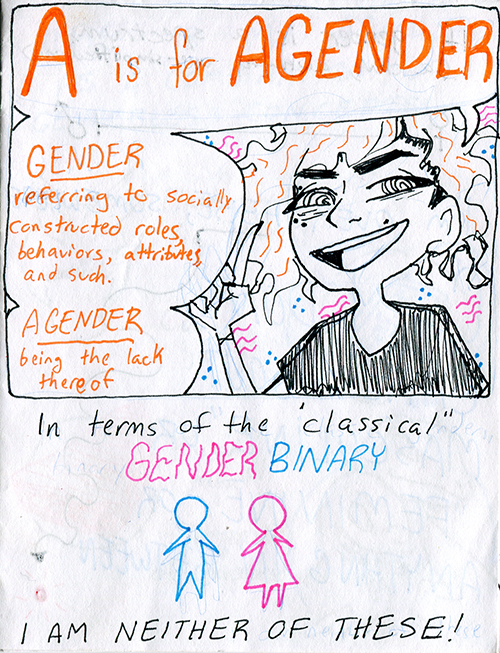 A is for AGENDER
GENDER
referring to socially
constructed roles,
behaviors, attributes,
and such.
AGENDER
being the lack
thereof
In terms of the "classical"
GENDER BINARY
I AM NEITHER OF THESE!